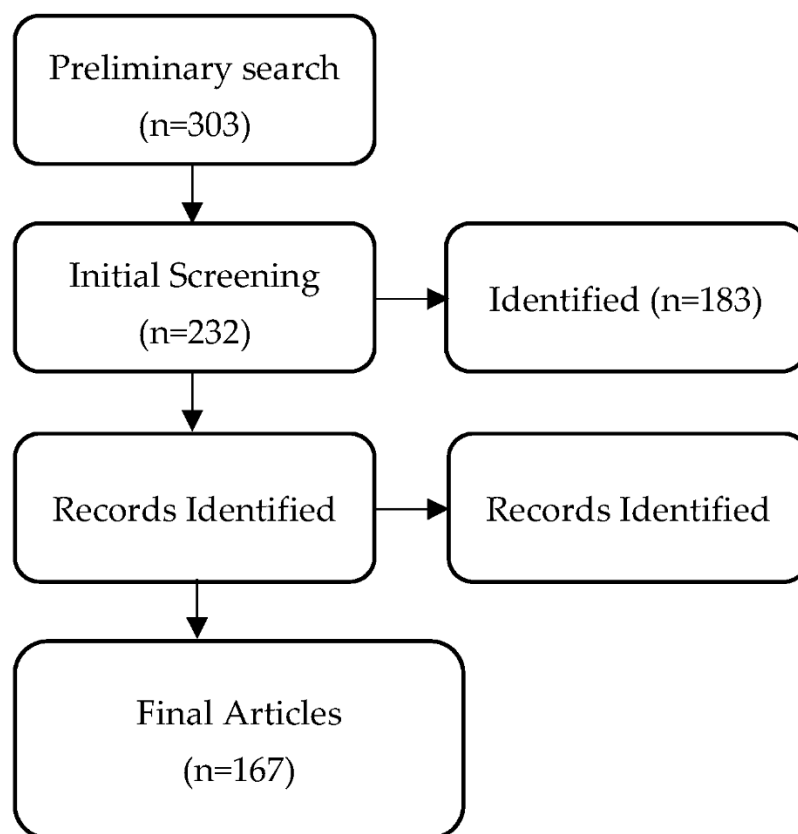 Preliminary search
(n=303)
Initial Screening
(n=232)
Identified (n=183)
Records Identified
Records Identified
Final Articles
(n=167)